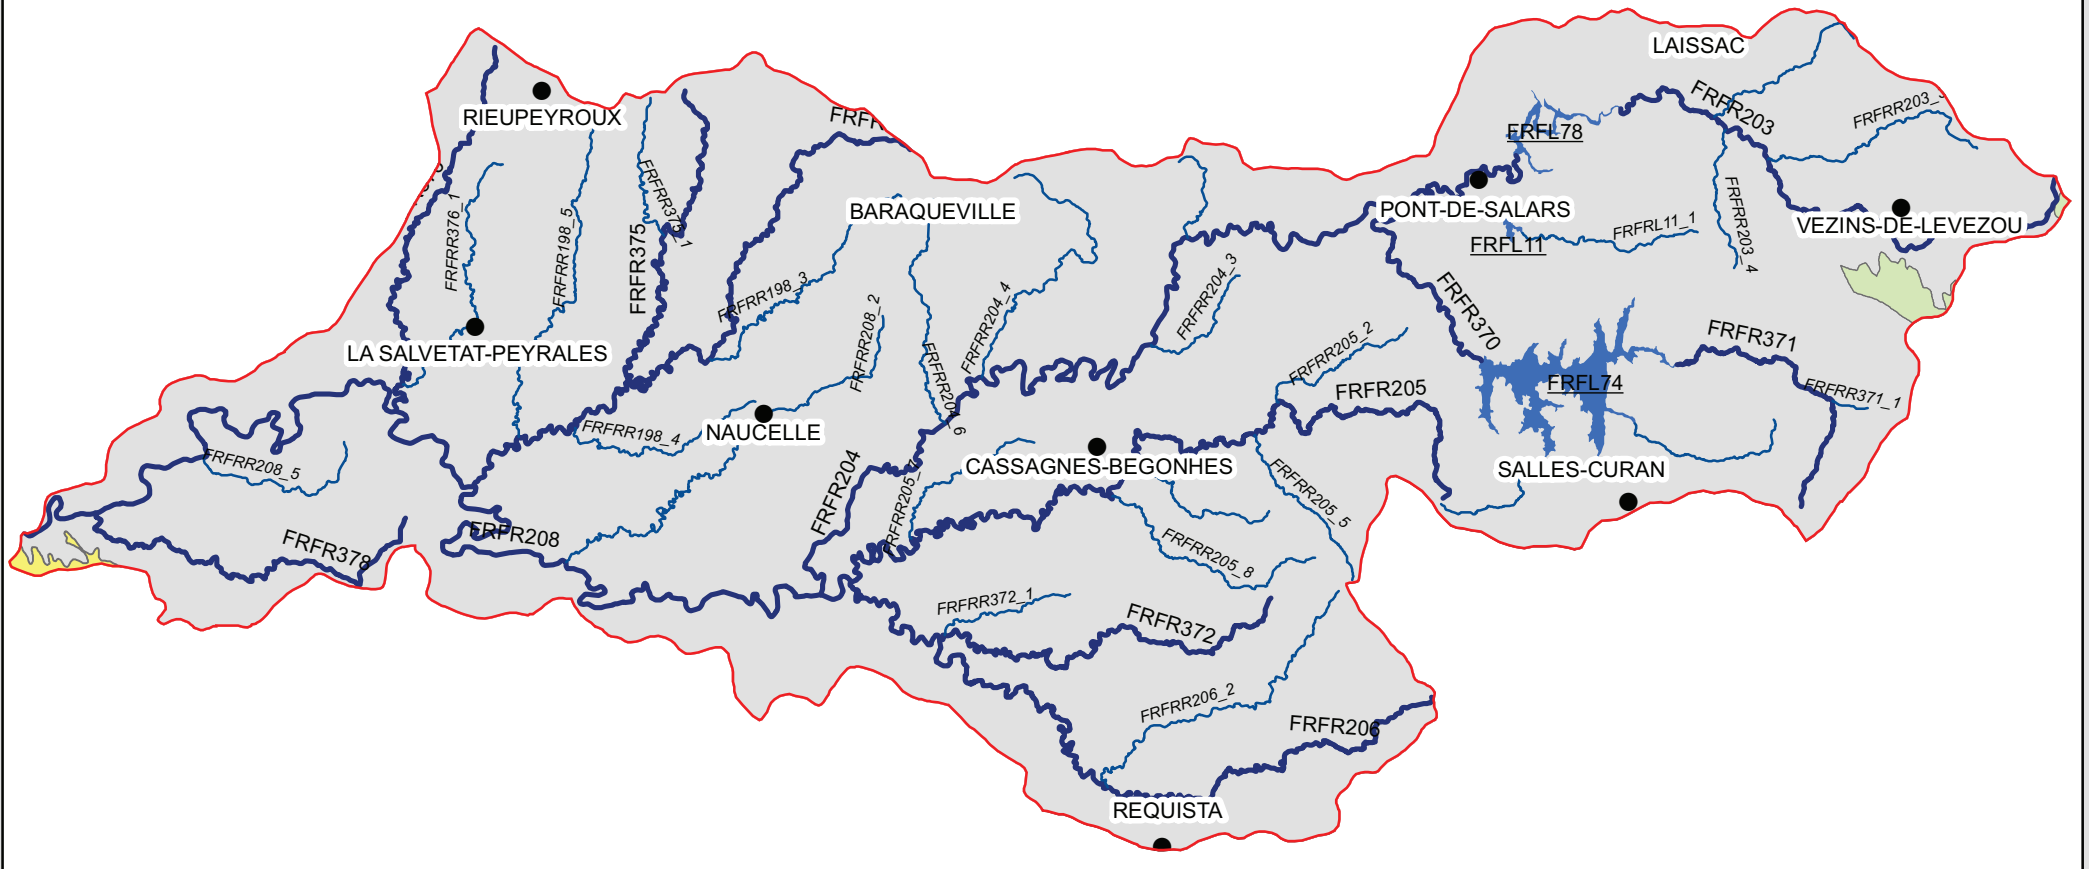 LAISSAC
RIEUPEYROUX
FRFR203
FRFRR203_3
FRFL78
FRFRR376_1
FRFRR198_5
FRFRR375_1
FRFR375
BARAQUEVILLE
PONT-DE-SALARS
FRFL11
FRFRL11_1
FRFRR203_4
VEZINS-DE-LEVEZOU
FRFRR198_3
FRFRR208_2
FRFRR204_4
FRFRR204_3
FRFR370
FRFR371
LA SALVETAT-PEYRALES
FRFRR204_6
FRFRR205_2
FRFR205
FRFL74
FRFRR371_1
FRFRR198_4
NAUCELLE
CASSAGNES-BEGONHES
SALLES-CURAN
FRFRR208_5
FRFR204
FRFRR205_5
FRFR378
FRFR208
FRFRR205_8
FRFRR372_1
FRFR372
FRFRR206_2
FRFR206
REQUISTA